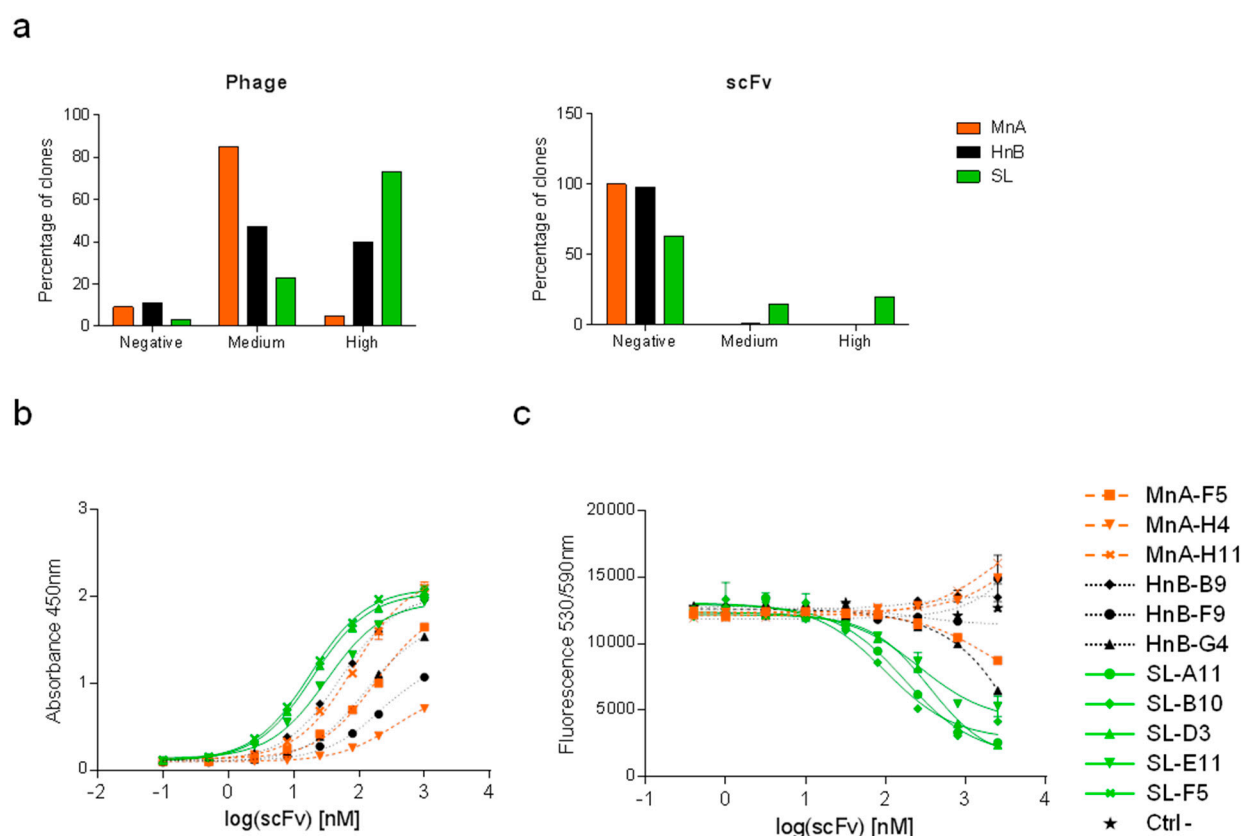 a
Phage
Percentage of clones
100
80
60
40
20
0
Negative
Medium
High
scFv
Percentage of clones
150
100
50
0
Negative
Medium
High
MnA
HnB
SL
b
Absorbance 450nm
3
2
1
0
-2
-1
0
1
2
3
4
log(scFv) [nM]
c
Fluorescence 530/590nm
20000
15000
10000
5000
0
-1
0
1
2
3
4
log(scFv) [nM]
MnA-F5
MnA-H4
MnA-H11
HnB-B9
HnB-F9
HnB-G4
SL-A11
SL-B10
SL-D3
SL-E11
SL-F5
Ctrl -